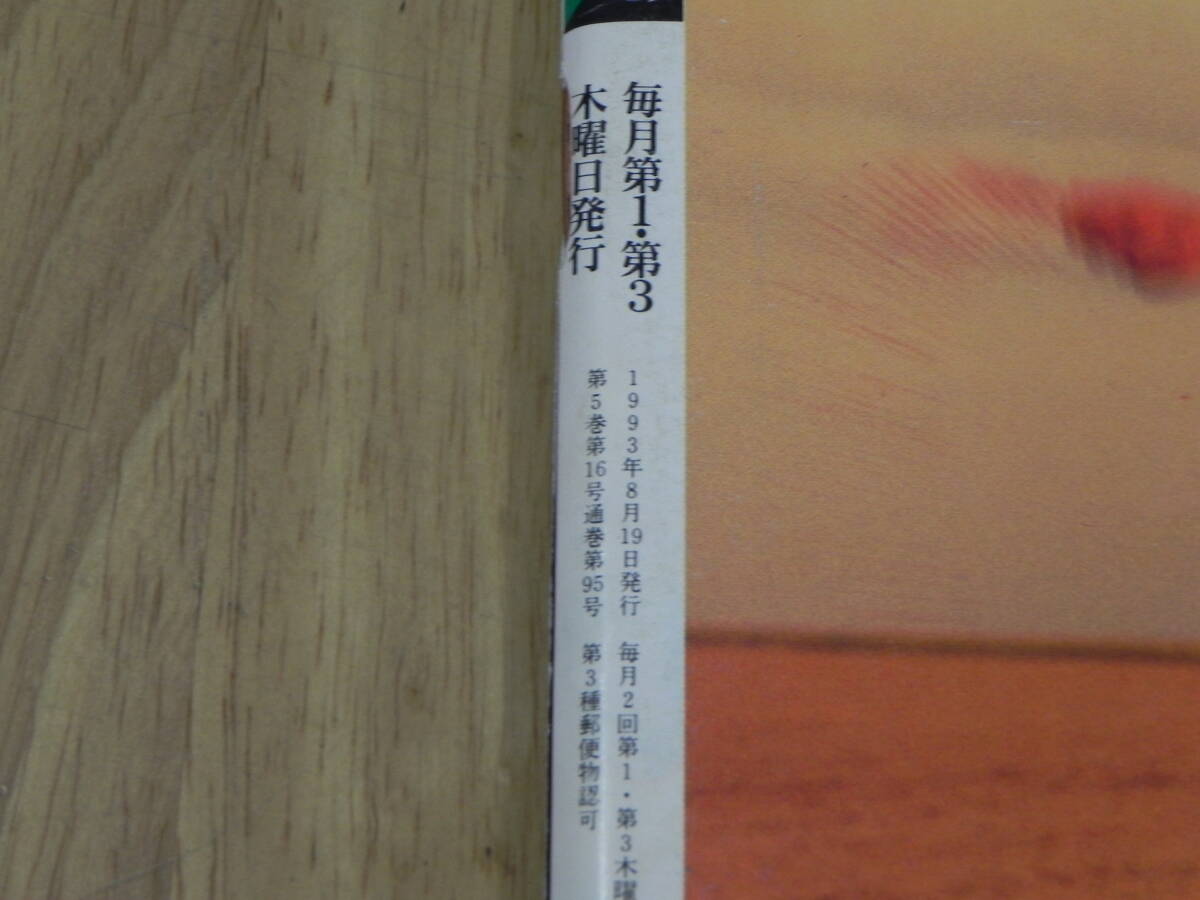 毎月第1・第3
木曜日発行
1993年8月19日発行 毎月2回第1・第3木曜
第5巻第16号通巻第95号 第3種郵便物認可